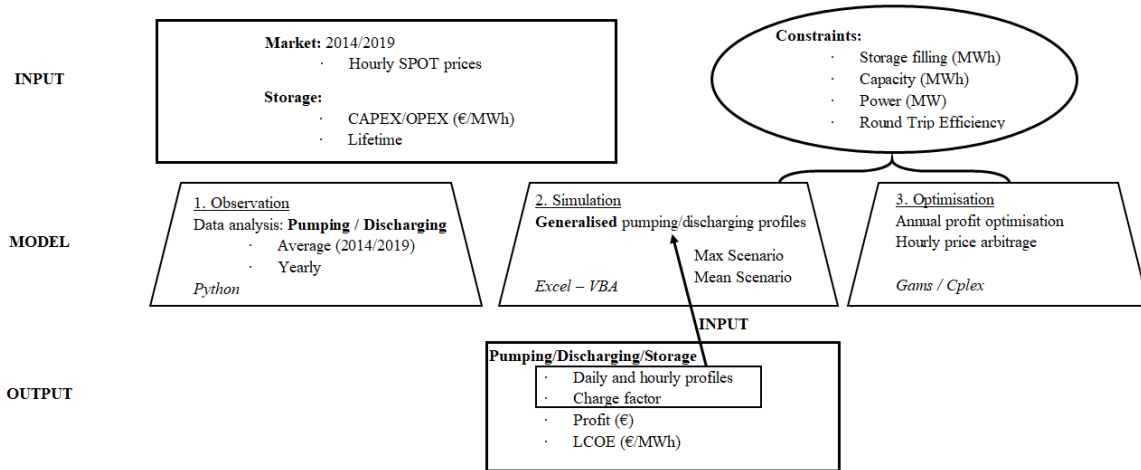 INPUT
Market: 2014/2019
· Hourly SPOT prices
Storage:
· CAPEX/OPEX (€/MWh)
· Lifetime
Constraints:
· Storage filling (MWh)
· Capacity (MWh)
· Power (MW)
· Round Trip Efficiency
MODEL
1. Observation
Data analysis: Pumping / Discharging
· Average (2014/2019)
· Yearly
Python
2. Simulation
Generalised pumping/discharging profiles
Max Scenario
Mean Scenario
Excel – VBA
3. Optimisation
Annual profit optimisation
Hourly price arbitrage
Gams / Cplex
INPUT
OUTPUT
Pumping/Discharging/Storage
· Daily and hourly profiles
· Charge factor
· Profit (€)
· LCOE (€/MWh)